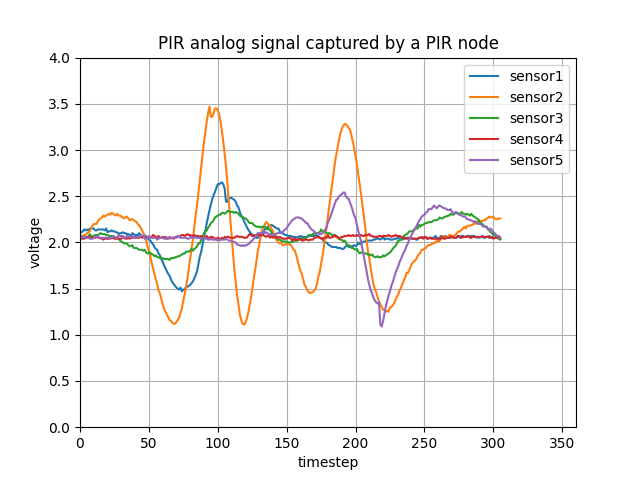 PIR analog signal captured by a PIR node
4.0
3.5
3.0
2.5
2.0
1.5
1.0
0.5
0.0
voltage
sensor1
sensor2
sensor3
sensor4
sensor5
0 50 100 150 200 250 300 350
timestep